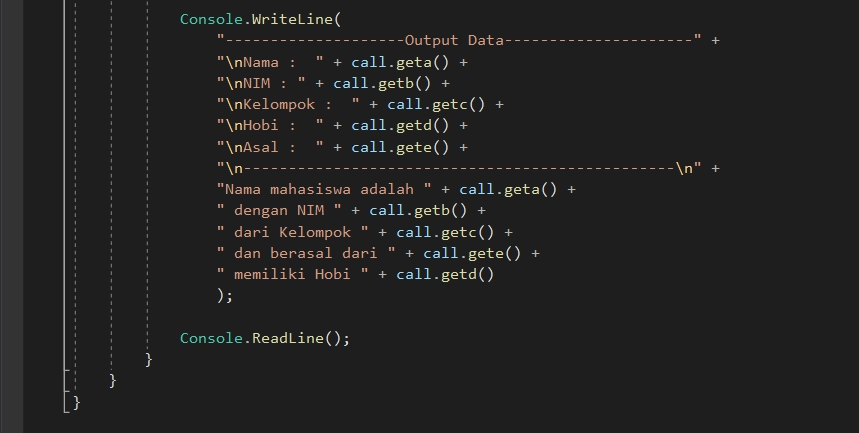 Console.WriteLine(
"--------------------Output Data---------------------" +
"\nNama :  " + call.geta() +
"\nNIM : " + call.getb() +
"\nKelompok :  " + call.getc() +
"\nHobi :  " + call.getd() +
"\nAsal :  " + call.gete() +
"\n------------------------------------------------\n" +
"Nama mahasiswa adalah " + call.geta() +
" dengan NIM " + call.getb() +
" dari Kelompok " + call.getc() +
" dan berasal dari " + call.gete() +
" memiliki Hobi " + call.getd()
);
Console.ReadLine();
}
}
}